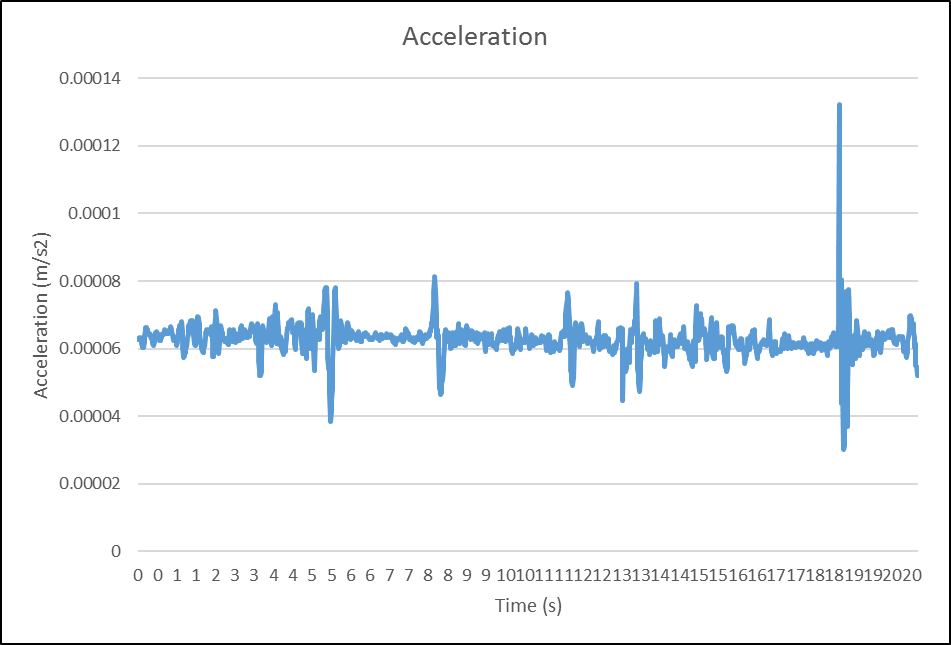 Acceleration
0.00014
0.00012
0.0001
0.00008
0.00006
0.00004
0.00002
0
Acceleration (m/s2)
0 0 1 1 2 3 3 4 4 5 5 6 6 7 7 8 8 9 9 10 10 11 11 12 12 13 13 14 14 15 15 16 16 17 17 18 18 19 19 20 20
Time (s)